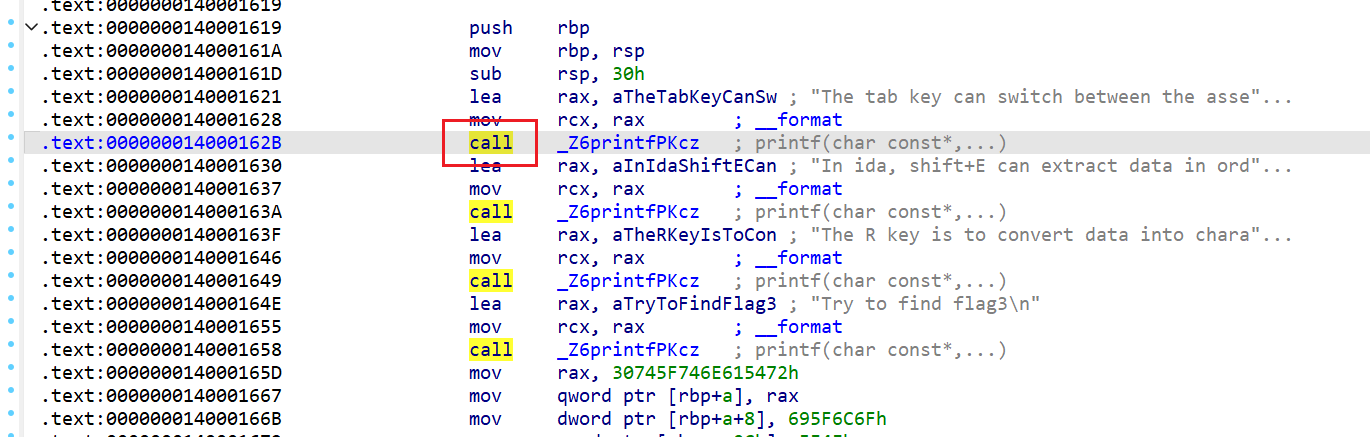 .text:0000000140001619
.text:0000000140001619 push rbp
.text:000000014000161A mov rbp, rsp
.text:000000014000161D sub rsp, 30h
.text:0000000140001621 lea rax, aTheTabKeyCanSw ; "The tab key can switch between the asse"...
.text:0000000140001628 mov rcx, rax ; __format
.text:000000014000162B call _Z6printfPKcz ; printf(char const*,...)
.text:0000000140001630 lea rax, aInIdaShiftECan ; "In ida, shift+E can extract data in ord"...
.text:0000000140001637 mov rcx, rax ; __format
.text:000000014000163A call _Z6printfPKcz ; printf(char const*,...)
.text:000000014000163F lea rax, aTheRKeyIsToCon ; "The R key is to convert data into chara"...
.text:0000000140001646 mov rcx, rax ; __format
.text:0000000140001649 call _Z6printfPKcz ; printf(char const*,...)
.text:000000014000164E lea rax, aTryToFindFlag3 ; "Try to find flag3\n"
.text:0000000140001655 mov rcx, rax ; __format
.text:0000000140001658 call _Z6printfPKcz ; printf(char const*,...)
.text:000000014000165D mov rax, 30745F746E615472h
.text:0000000140001667 mov qword ptr [rbp+a], rax
.text:000000014000166B mov dword ptr [rbp+a+8], 695F6C6Fh